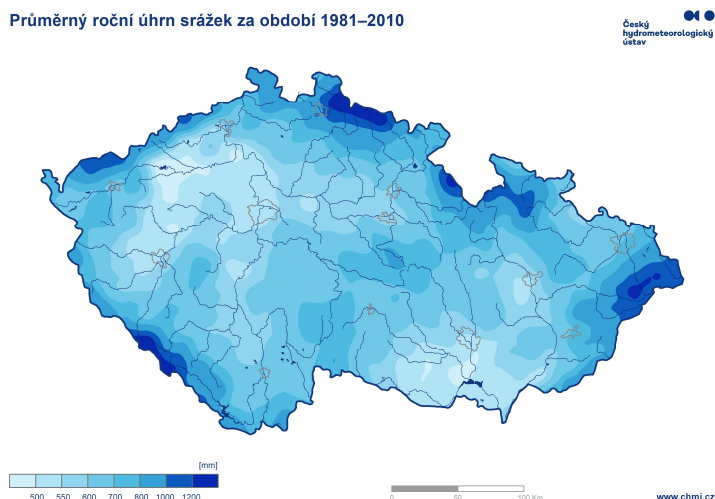 Průměrný roční úhrn srážek za období 1981–2010
Český
hydrometeorologický
ústav
[mm]
500 550 600 700 800 1000 1200
0 50 100 Km
www.chmi.cz